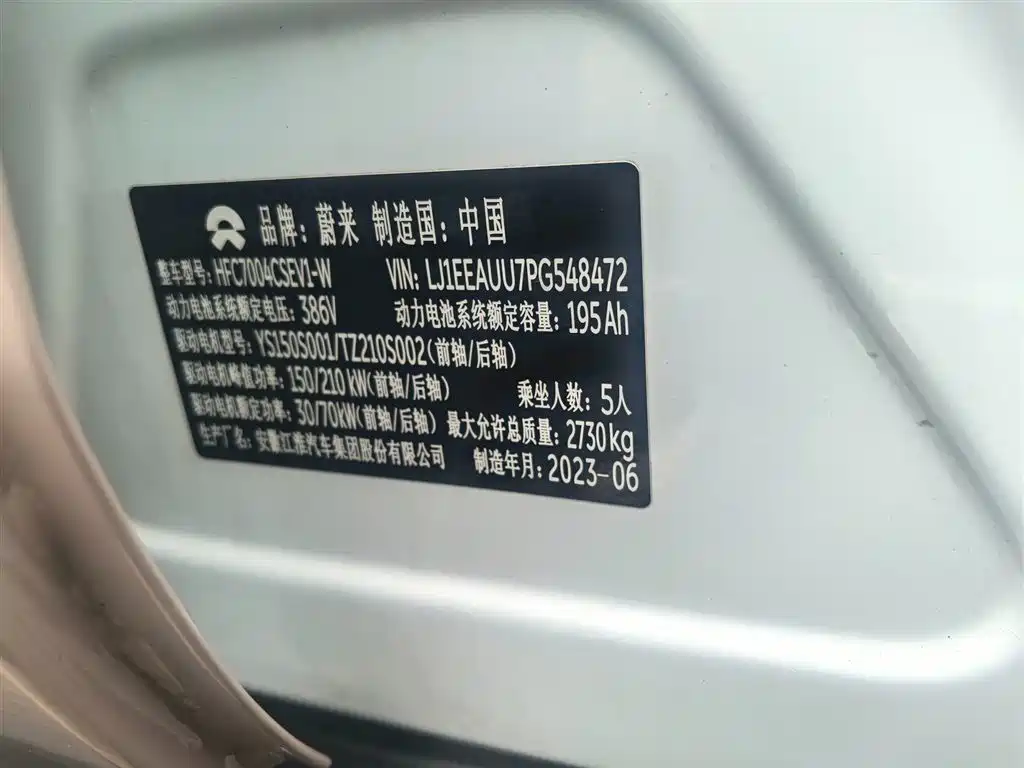 品牌：蔚来 制造国：中国
整车型号：HFC7004CSEV1-W VIN：LJ1EEAUU7PG548472
动力电池系统额定电压：386V 动力电池系统额定容量：195Ah
驱动电机型号：YS150S001/TZ210S002(前轴/后轴)
驱动电机峰值功率：150/210kW(前轴/后轴) 乘坐人数：5人
驱动电机额定功率：30/70kW(前轴/后轴) 最大允许总质量：2730kg
生产厂名：安徽江淮汽车集团股份有限公司 制造年月：2023-06